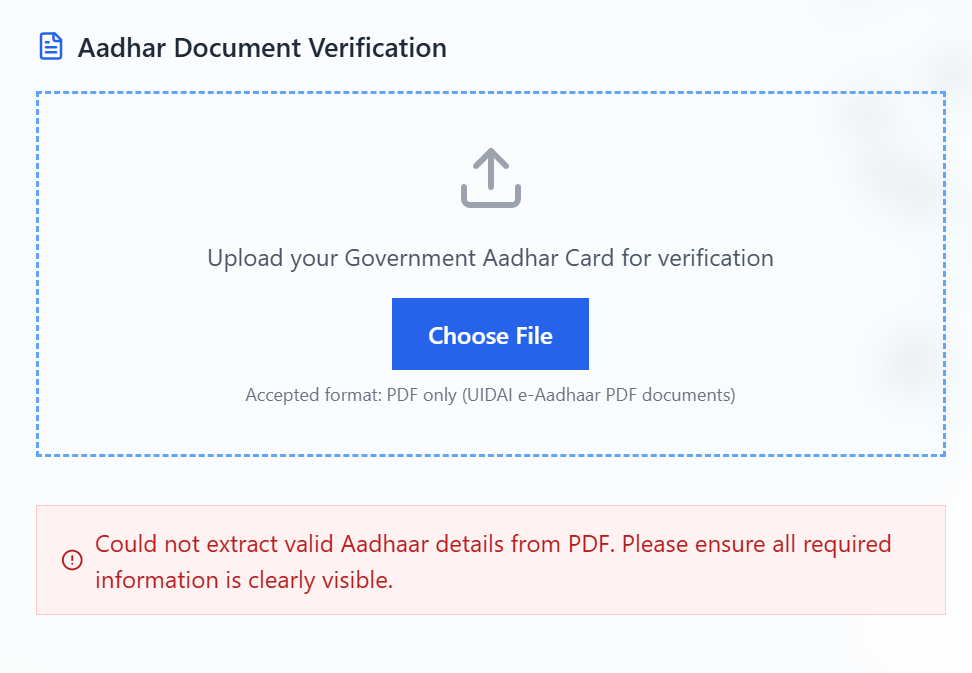 Aadhar Document Verification
Upload your Government Aadhar Card for verification
Choose File
Accepted format: PDF only (UIDAI e-Aadhaar PDF documents)
Could not extract valid Aadhaar details from PDF. Please ensure all required
information is clearly visible.